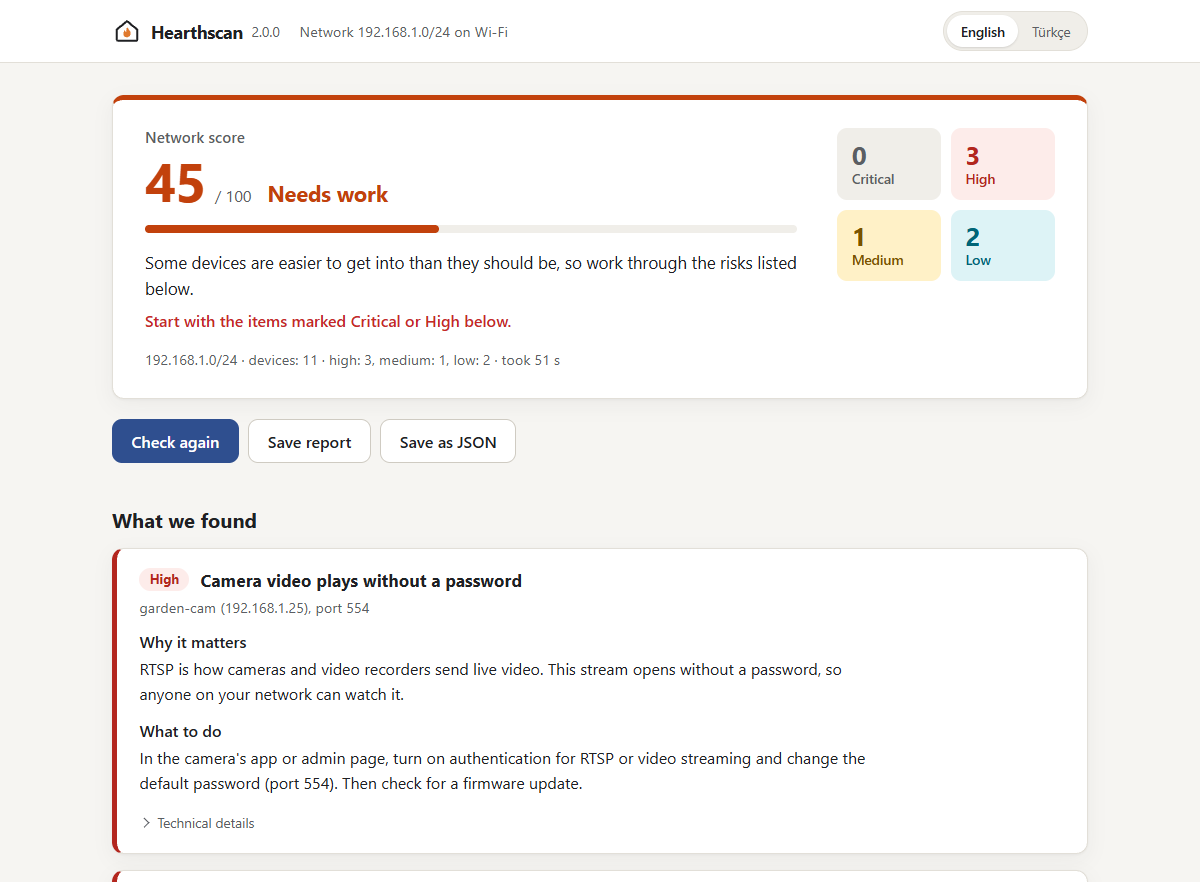 Hearthscan 2.0.0 Network 192.168.1.0/24 on Wi-Fi English Türkçe
Network score
45 / 100 Needs work
Some devices are easier to get into than they should be, so work through the risks listed
below.
Start with the items marked Critical or High below.
192.168.1.0/24 · devices: 11 · high: 3, medium: 1, low: 2 · took 51 s
0
Critical
3
High
1
Medium
2
Low
Check again Save report Save as JSON
What we found
High Camera video plays without a password
garden-cam (192.168.1.25), port 554
Why it matters
RTSP is how cameras and video recorders send live video. This stream opens without a password, so
anyone on your network can watch it.
What to do
In the camera's app or admin page, turn on authentication for RTSP or video streaming and change the
default password (port 554). Then check for a firmware update.
Technical details